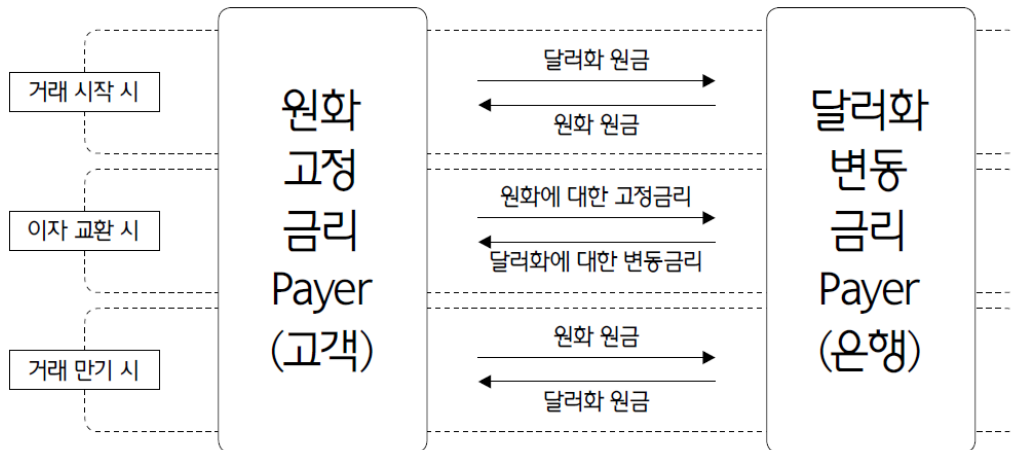 거래 시작 시
원화
고정
금리
Payer
(고객)
달러화 원금
원화 원금
달러화
변동
금리
Payer
(은행)
이자 교환 시
원화에 대한 고정금리
달러화에 대한 변동금리
거래 만기 시
원화 원금
달러화 원금